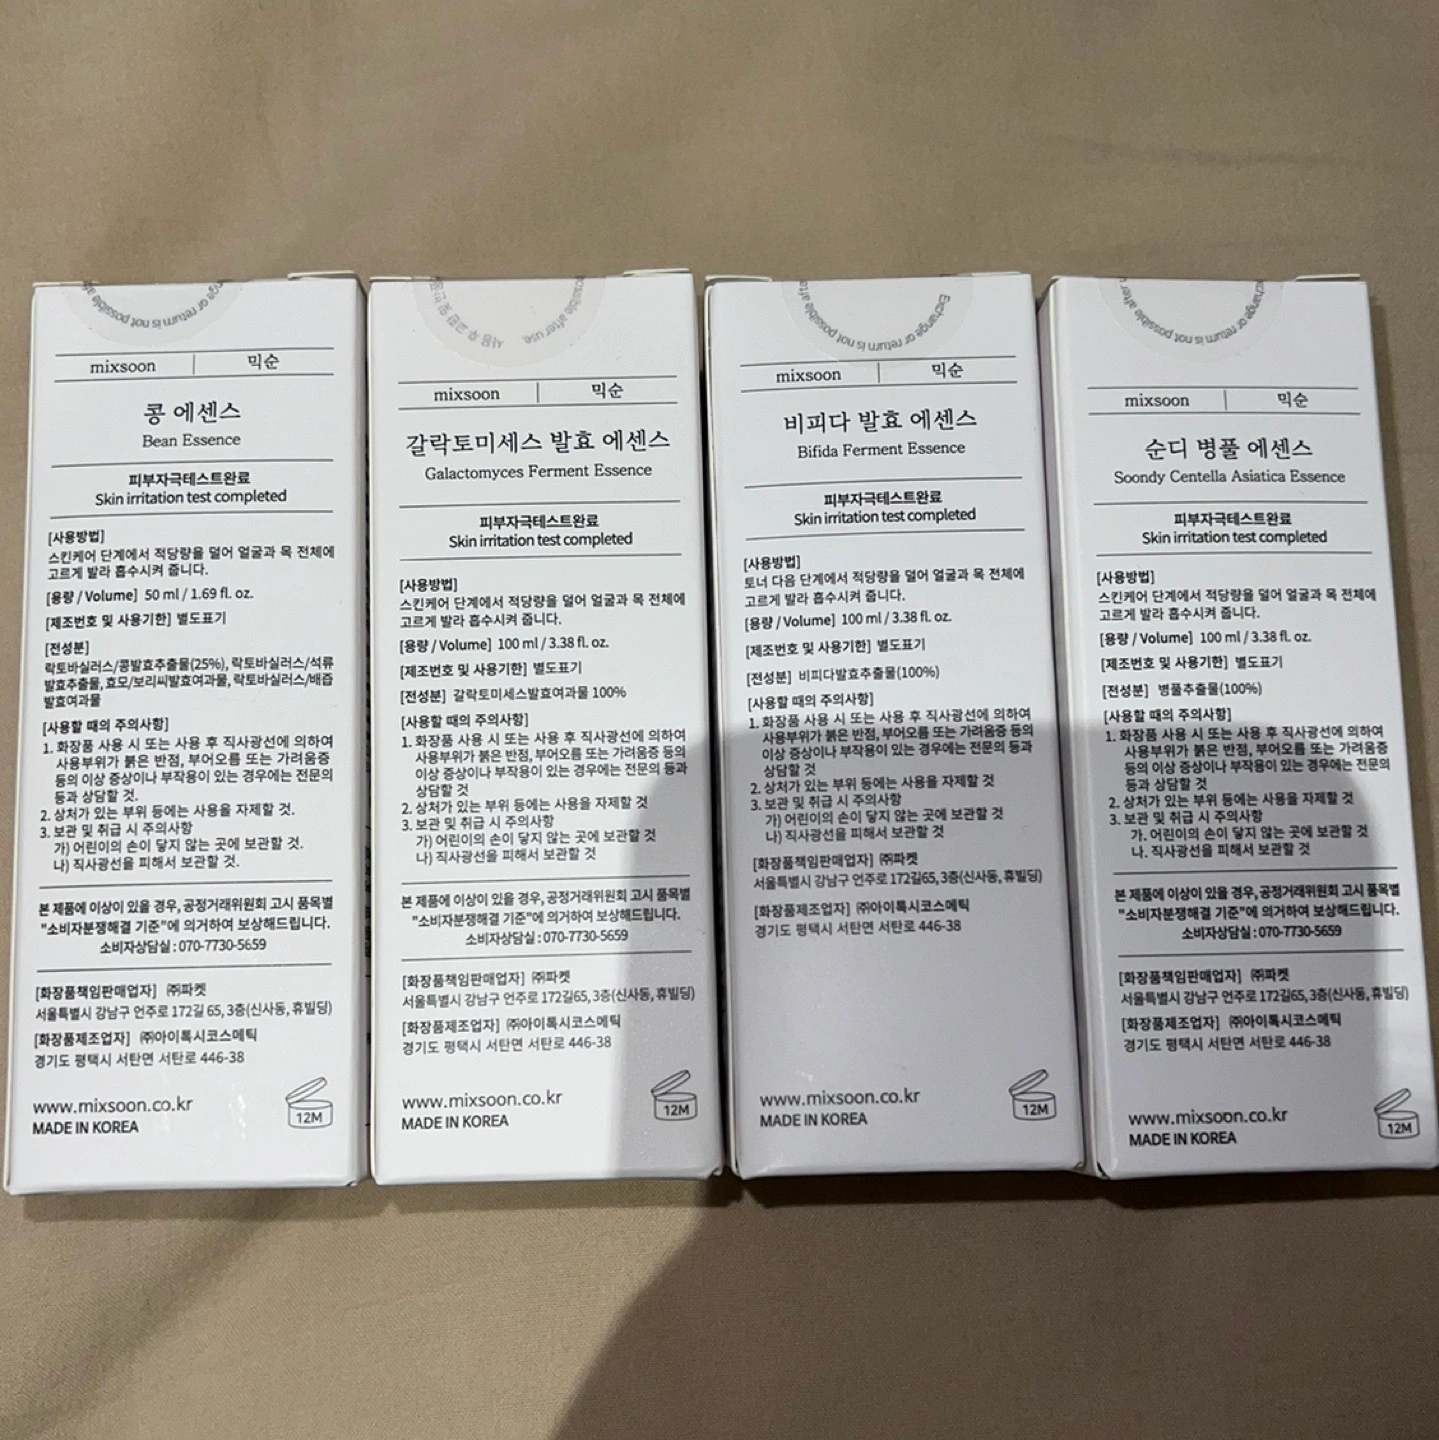 nge or return is not possible af
mixsoon 믹순
콩 에센스
Bean Essence
피부자극테스트완료
Skin irritation test completed
[사용방법]
스킨케어 단계에서 적당량을 덜어 얼굴과 목 전체에
고르게 발라 흡수시켜 줍니다.
[용량 / Volume] 50 ml / 1.69 fl. oz.
[제조번호 및 사용기한] 별도표기
[전성분]
락토바실러스/콩발효추출물(25%), 락토바실러스/석류
발효추출물, 효모/보리씨발효여과물, 락토바실러스/배즙
발효여과물
[사용할 때의 주의사항]
1. 화장품 사용 시 또는 사용 후 직사광선에 의하여
사용부위가 붉은 반점, 부어오름 또는 가려움증
등의 이상 증상이나 부작용이 있는 경우에는 전문의
등과 상담할 것.
2. 상처가 있는 부위 등에는 사용을 자제할 것.
3. 보관 및 취급 시 주의사항
가) 어린이의 손이 닿지 않는 곳에 보관할 것.
나) 직사광선을 피해서 보관할 것.
본 제품에 이상이 있을 경우, 공정거래위원회 고시 품목별
"소비자분쟁해결 기준"에 의거하여 보상해드립니다.
소비자상담실 : 070-7730-5659
[화장품책임판매업자] ㈜파켓
서울특별시 강남구 언주로 172길 65, 3층(신사동, 휴빌딩)
[화장품제조업자] ㈜아이톡시코스메틱
경기도 평택시 서탄면 서탄로 446-38
www.mixsoon.co.kr
MADE IN KOREA
12M
ossible after use.
사용 후 교환 및 반품
mixsoon 믹순
갈락토미세스 발효 에센스
Galactomyces Ferment Essence
피부자극테스트완료
Skin irritation test completed
[사용방법]
스킨케어 단계에서 적당량을 덜어 얼굴과 목 전체에
고르게 발라 흡수시켜 줍니다.
[용량 / Volume] 100 ml / 3.38 fl. oz.
[제조번호 및 사용기한] 별도표기
[전성분] 갈락토미세스발효여과물 100%
[사용할 때의 주의사항]
1. 화장품 사용 시 또는 사용 후 직사광선에 의하여
사용부위가 붉은 반점, 부어오름 또는 가려움증 등의
이상 증상이나 부작용이 있는 경우에는 전문의 등과
상담할 것
2. 상처가 있는 부위 등에는 사용을 자제할 것
3. 보관 및 취급 시 주의사항
가) 어린이의 손이 닿지 않는 곳에 보관할 것
나) 직사광선을 피해서 보관할 것
본 제품에 이상이 있을 경우, 공정거래위원회 고시 품목별
"소비자분쟁해결 기준"에 의거하여 보상해드립니다.
소비자상담실 : 070-7730-5659
[화장품책임판매업자] ㈜파켓
서울특별시 강남구 언주로 172길65, 3층(신사동, 휴빌딩)
[화장품제조업자] ㈜아이톡시코스메틱
경기도 평택시 서탄면 서탄로 446-38
www.mixsoon.co.kr
MADE IN KOREA
12M
Exchange or return is not possible afte
mixsoon 믹순
비피다 발효 에센스
Bifida Ferment Essence
피부자극테스트완료
Skin irritation test completed
[사용방법]
토너 다음 단계에서 적당량을 덜어 얼굴과 목 전체에
고르게 발라 흡수시켜 줍니다.
[용량 / Volume] 100 ml / 3.38 fl. oz.
[제조번호 및 사용기한] 별도표기
[전성분] 비피다발효추출물(100%)
[사용할 때의 주의사항]
1. 화장품 사용 시 또는 사용 후 직사광선에 의하여
사용부위가 붉은 반점, 부어오름 또는 가려움증 등의
이상 증상이나 부작용이 있는 경우에는 전문의 등과
상담할 것
2. 상처가 있는 부위 등에는 사용을 자제할 것
3. 보관 및 취급 시 주의사항
가) 어린이의 손이 닿지 않는 곳에 보관할 것
나) 직사광선을 피해서 보관할 것
[화장품책임판매업자] ㈜파켓
서울특별시 강남구 언주로 172길65, 3층(신사동, 휴빌딩)
[화장품제조업자] ㈜아이톡시코스메틱
경기도 평택시 서탄면 서탄로 446-38
www.mixsoon.co.kr
MADE IN KOREA
12M
xchange or return is not possible after u
mixsoon 믹순
순디 병풀 에센스
Soondy Centella Asiatica Essence
피부자극테스트완료
Skin irritation test completed
[사용방법]
스킨케어 단계에서 적당량을 덜어 얼굴과 목 전체에
고르게 발라 흡수시켜 줍니다.
[용량 / Volume] 100 ml / 3.38 fl. oz.
[제조번호 및 사용기한] 별도표기
[전성분] 병풀추출물(100%)
[사용할 때의 주의사항]
1. 화장품 사용 시 또는 사용 후 직사광선에 의하여
사용부위가 붉은 반점, 부어오름 또는 가려움증
등의 이상 증상이나 부작용이 있는 경우에는 전문의
등과 상담할 것
2. 상처가 있는 부위 등에는 사용을 자제할 것
3. 보관 및 취급 시 주의사항
가. 어린이의 손이 닿지 않는 곳에 보관할 것
나. 직사광선을 피해서 보관할 것
본 제품에 이상이 있을 경우, 공정거래위원회 고시 품목별
"소비자분쟁해결 기준"에 의거하여 보상해드립니다.
소비자상담실 : 070-7730-5659
[화장품책임판매업자] ㈜파켓
서울특별시 강남구 언주로 172길65, 3층(신사동, 휴빌딩)
[화장품제조업자] ㈜아이톡시코스메틱
경기도 평택시 서탄면 서탄로 446-38
www.mixsoon.co.kr
MADE IN KOREA
12M